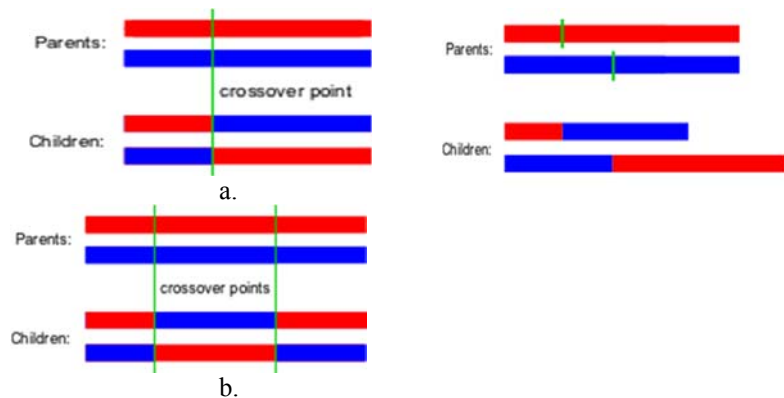 Parents:
crossover point
Children:
a.
Parents:
Children:
Parents:
crossover points
Children:
b.